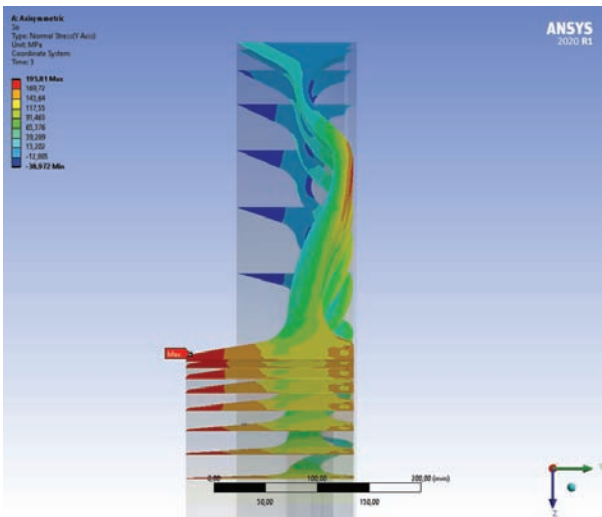 A: Axisymmetric
Type: Normal Stress(Y Axis)
Unit: MPa
Coordinate System
Time: 3
195,81 Max
169,72
143,64
117,55
91,463
65,376
39,289
13,202
-12,885
-38,972 Min
ANSYS
2020 R1
Max
0,00
100,00
200,00 (mm)
50,00
150,00
Y
Z